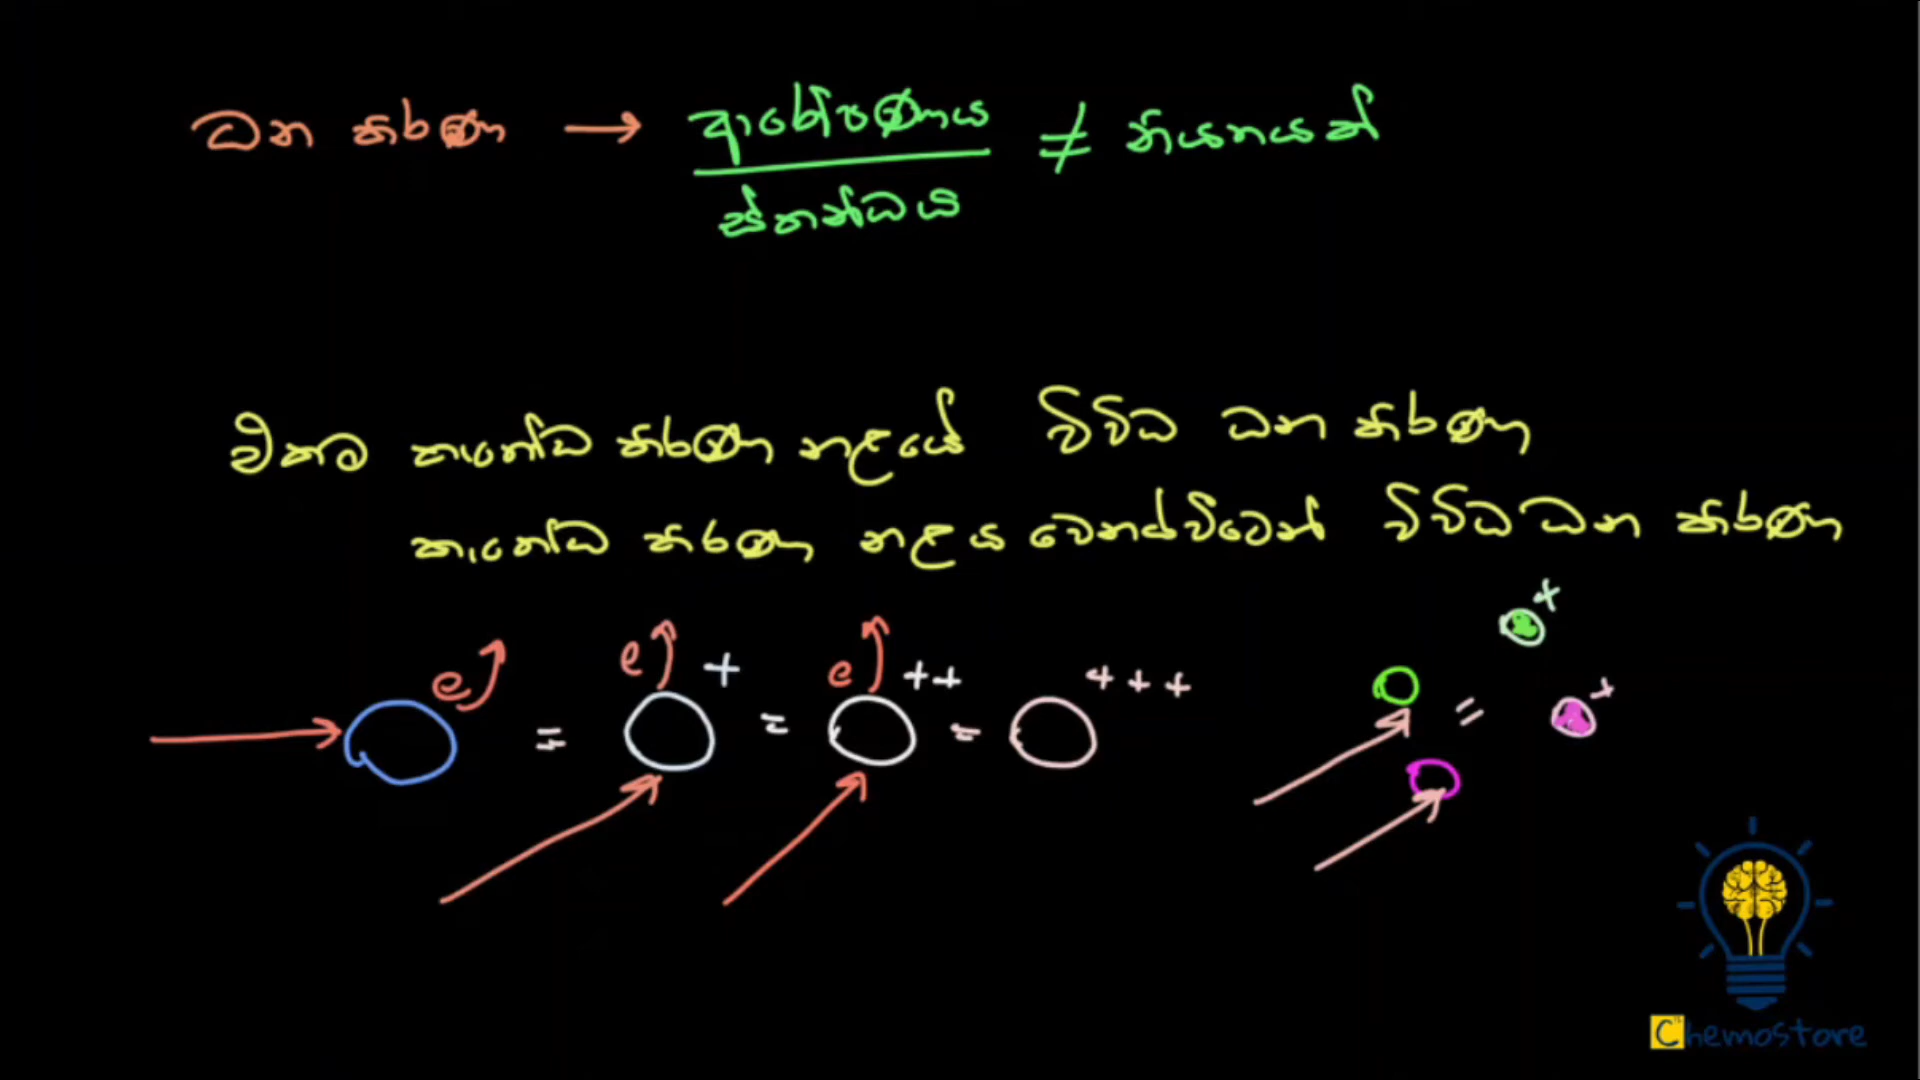 ධන කිරණ → ආරෝපණය ≠ නියතයක්
ස්කන්ධය
එකම කැතෝඩ කිරණ නළයේ විවිධ ධන කිරණ
කැතෝඩ කිරණ නළය වෙනස්වීමෙන් විවිධ ධන කිරණ
e e + e ++ +++ +
= = = = +
Chemostore